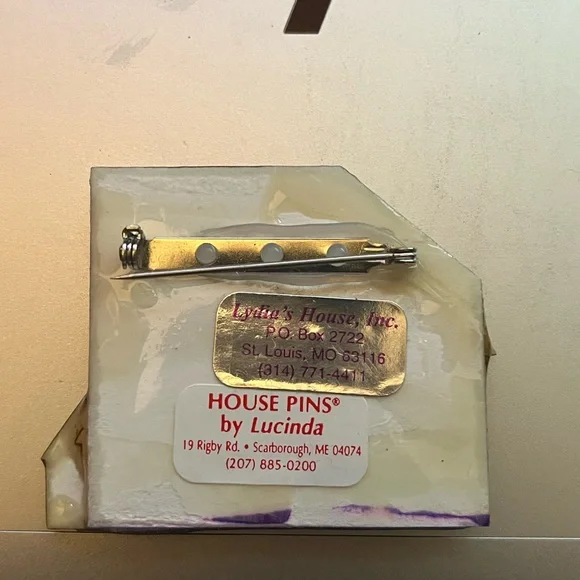 Lydia's House, Inc.
P.O. Box 2722
St. Louis, MO 63116
(314) 771-4411
HOUSE PINS®
by Lucinda
19 Rigby Rd. • Scarborough, ME 04074
(207) 885-0200